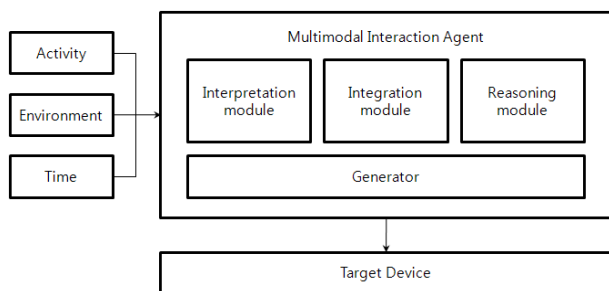 Multimodal Interaction Agent
Activity
Environment
Time
Interpretation
module
Integration
module
Reasoning
module
Generator
Target Device